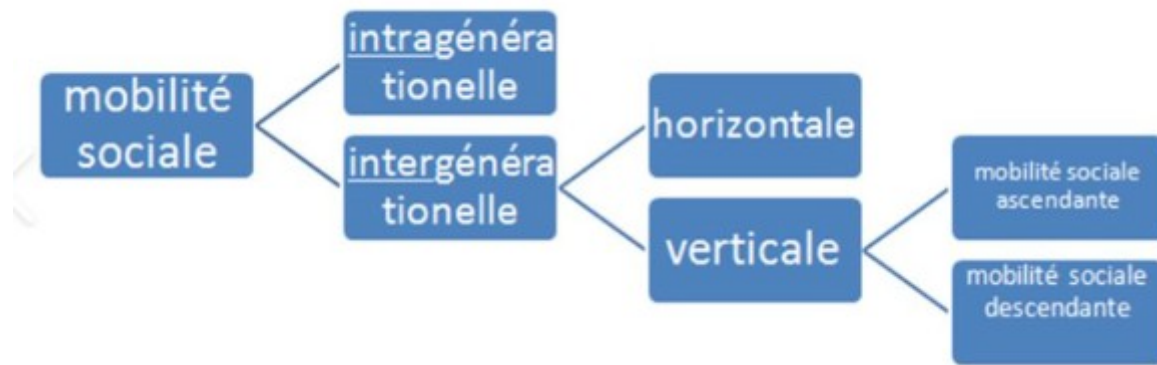 mobilité
sociale
intragénéra
tionelle
intergénéra
tionelle
horizontale
verticale
mobilité sociale
ascendante
mobilité sociale
descendante